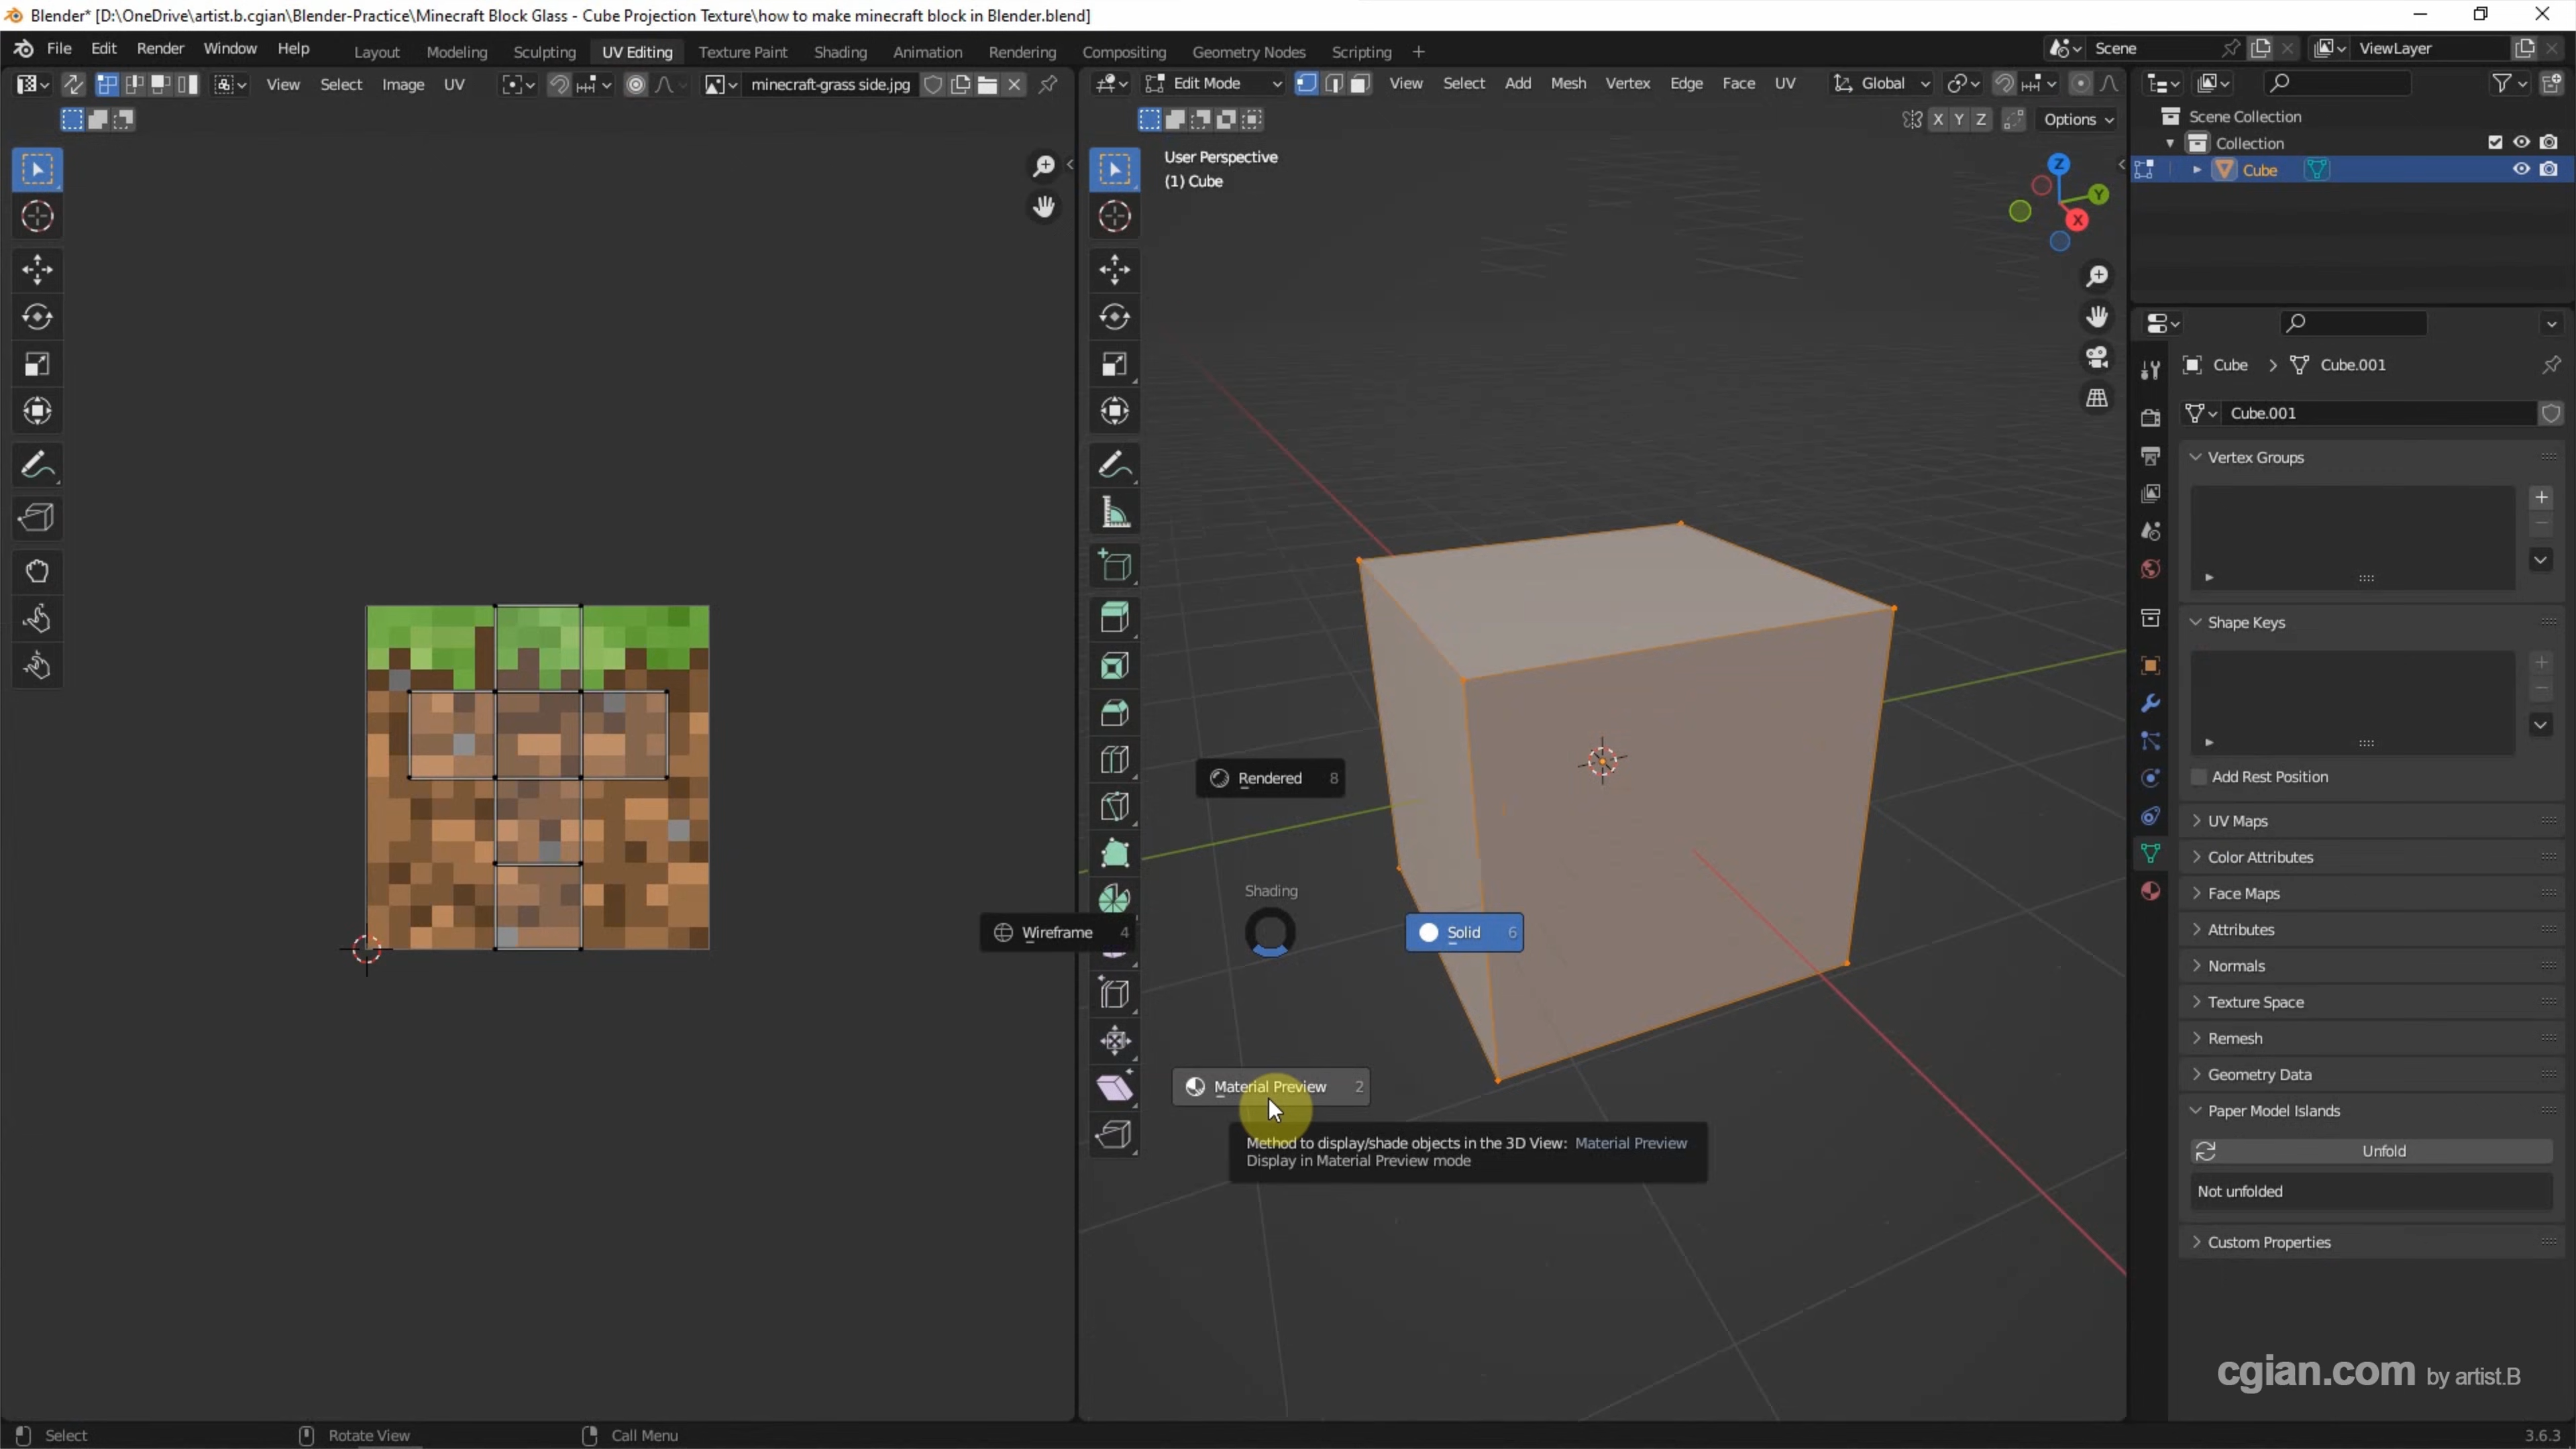 Blender* [D:\OneDrive\artist.b.cgian\Blender-Practice\Minecraft Block Glass - Cube Projection Texture\how to make minecraft block in Blender.blend]
File Edit Render Window Help Layout Modeling Sculpting UV Editing Texture Paint Shading Animation Rendering Compositing Geometry Nodes Scripting + Scene ViewLayer
View Select Image UV minecraft-grass side.jpg Edit Mode View Select Add Mesh Vertex Edge Face UV Global
X Y Z Options
User Perspective
(1) Cube
Z
Y
X
Scene Collection
Collection
Cube
Cube > Cube.001
Cube.001
Vertex Groups
Shape Keys
Add Rest Position
UV Maps
Color Attributes
Face Maps
Attributes
Normals
Texture Space
Remesh
Geometry Data
Paper Model Islands
Unfold
Not unfolded
Custom Properties
Rendered 8
Shading
Wireframe 4
Solid 6
Material Preview 2
Method to display/shade objects in the 3D View: Material Preview
Display in Material Preview mode
cgian.com by artist.B
Select Rotate View Call Menu 3.6.3